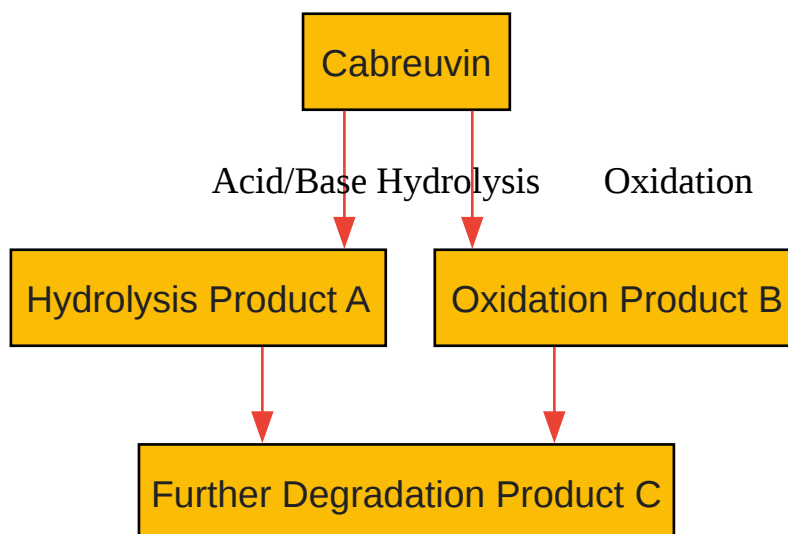 Cabreuvin
Acid/Base Hydrolysis Oxidation
Hydrolysis Product A Oxidation Product B
Further Degradation Product C